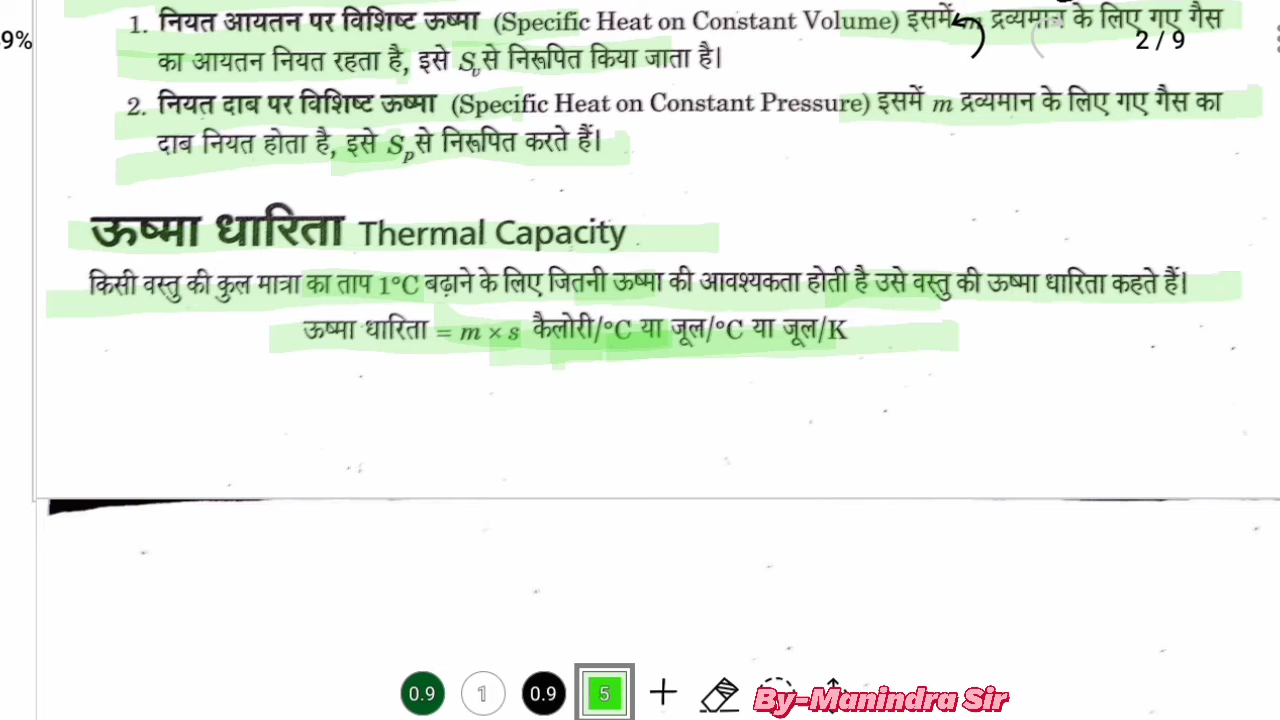 1. नियत आयतन पर विशिष्ट ऊष्मा (Specific Heat on Constant Volume) इसमें द्रव्यमान के लिए गए गैस
9%
2 / 9
का आयतन नियत रहता है, इसे Sv से निरूपित किया जाता है।
2. नियत दाब पर विशिष्ट ऊष्मा (Specific Heat on Constant Pressure) इसमें m द्रव्यमान के लिए गए गैस का
दाब नियत होता है, इसे Sp से निरूपित करते हैं।
ऊष्मा धारिता Thermal Capacity
किसी वस्तु की कुल मात्रा का ताप 1°C बढ़ाने के लिए जितनी ऊष्मा की आवश्यकता होती है उसे वस्तु की ऊष्मा धारिता कहते हैं।
ऊष्मा धारिता = m × s कैलोरी/°C या जूल/°C या जूल/K
0.9 1 0.9 5
By-Manindra Sir